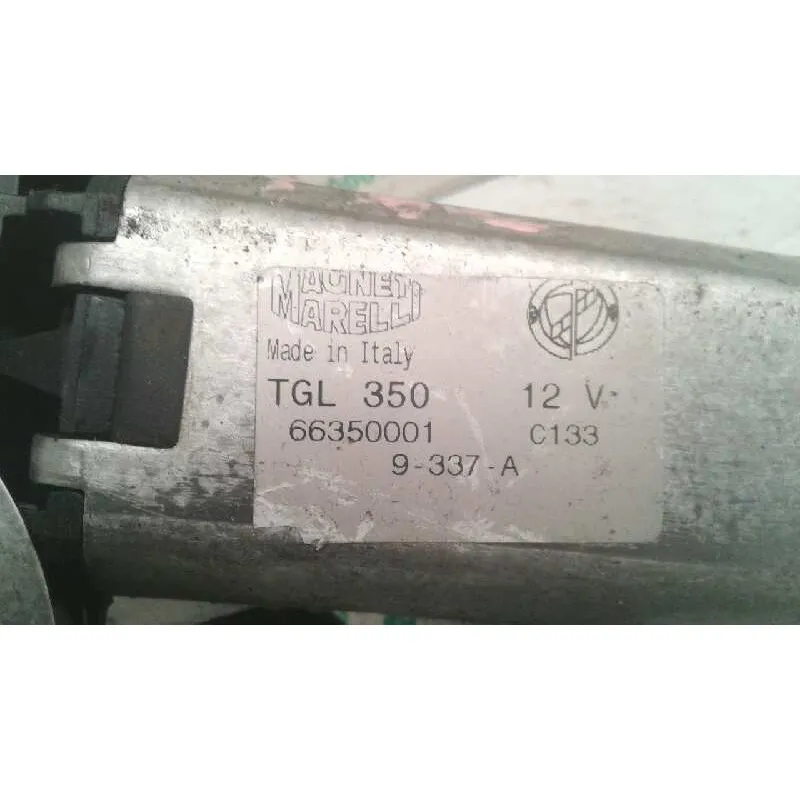 MAGNETI
MARELLI
Made in Italy
TGL 350 12 V
66350001 C133
9-337-A